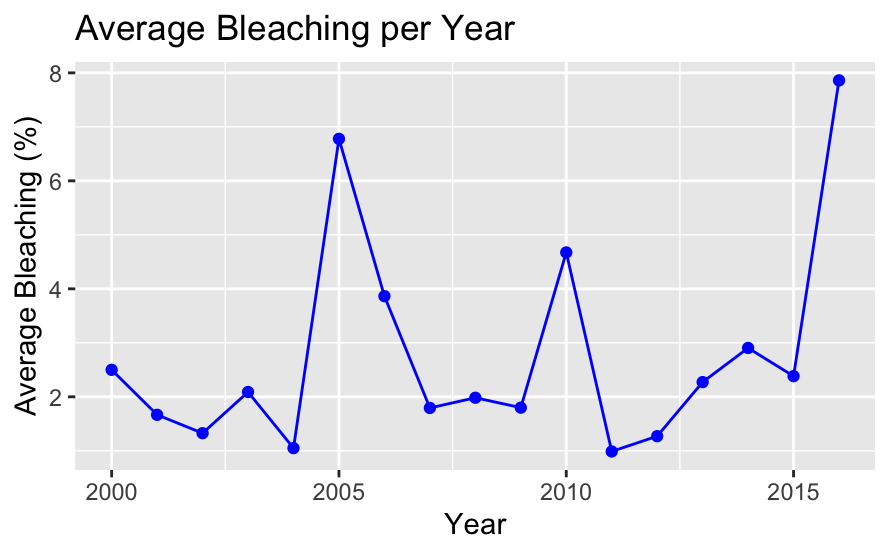 Average Bleaching per Year
Average Bleaching (%)
8
6
4
2
2000 2005 2010 2015
Year